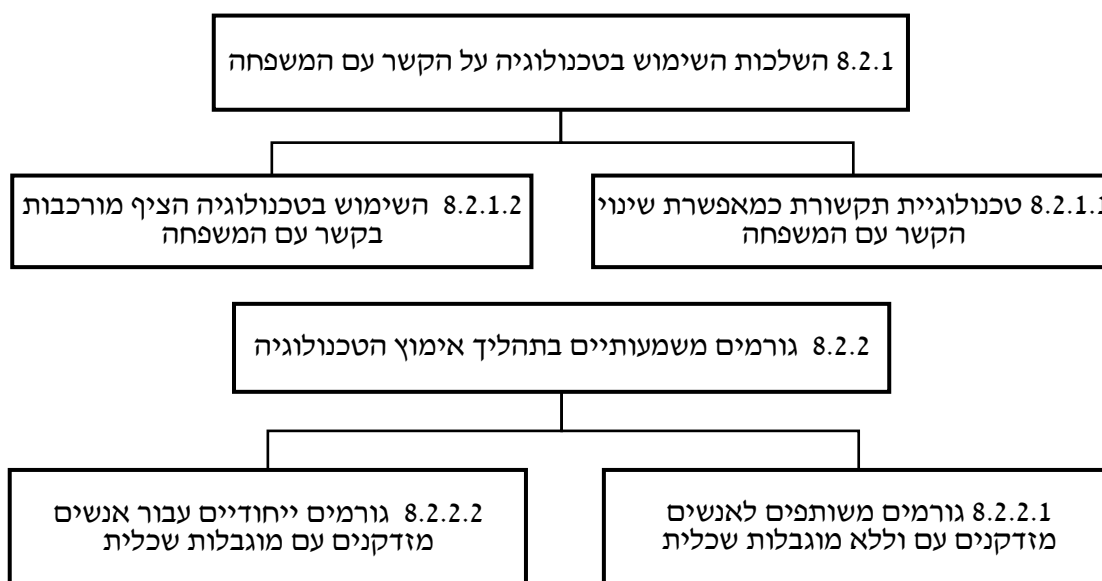 8.2.1 השלכות השימוש בטכנולוגיה על הקשר עם המשפחה
8.2.1.1 טכנולוגיית תקשורת כמאפשרת שינוי
הקשר עם המשפחה
8.2.1.2 השימוש בטכנולוגיה הציף מורכבות
בקשר עם המשפחה
8.2.2 גורמים משמעותיים בתהליך אימוץ הטכנולוגיה
8.2.2.1 גורמים משותפים לאנשים
מזדקנים עם וללא מוגבלות שכלית
8.2.2.2 גורמים ייחודיים עבור אנשים
מזדקנים עם מוגבלות שכלית